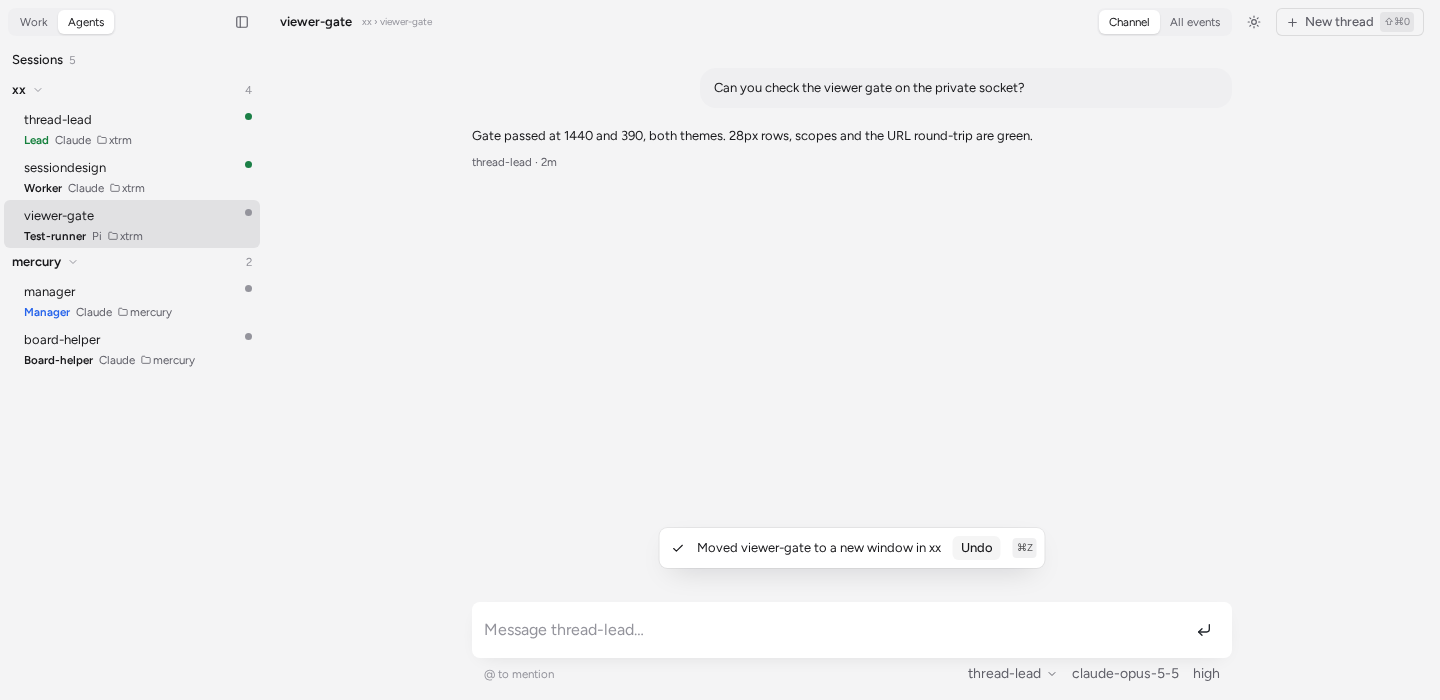 Work Agents
viewer-gate xx › viewer-gate
Channel All events
+ New thread ⇧⌘O
Sessions 5
xx 4
thread-lead
Lead Claude xtrm
sessiondesign
Worker Claude xtrm
viewer-gate
Test-runner Pi xtrm
mercury 2
manager
Manager Claude mercury
board-helper
Board-helper Claude mercury
Can you check the viewer gate on the private socket?
Gate passed at 1440 and 390, both themes. 28px rows, scopes and the URL round-trip are green.
thread-lead · 2m
Moved viewer-gate to a new window in xx Undo ⌘Z
Message thread-lead...
@ to mention
thread-lead claude-opus-5-5 high